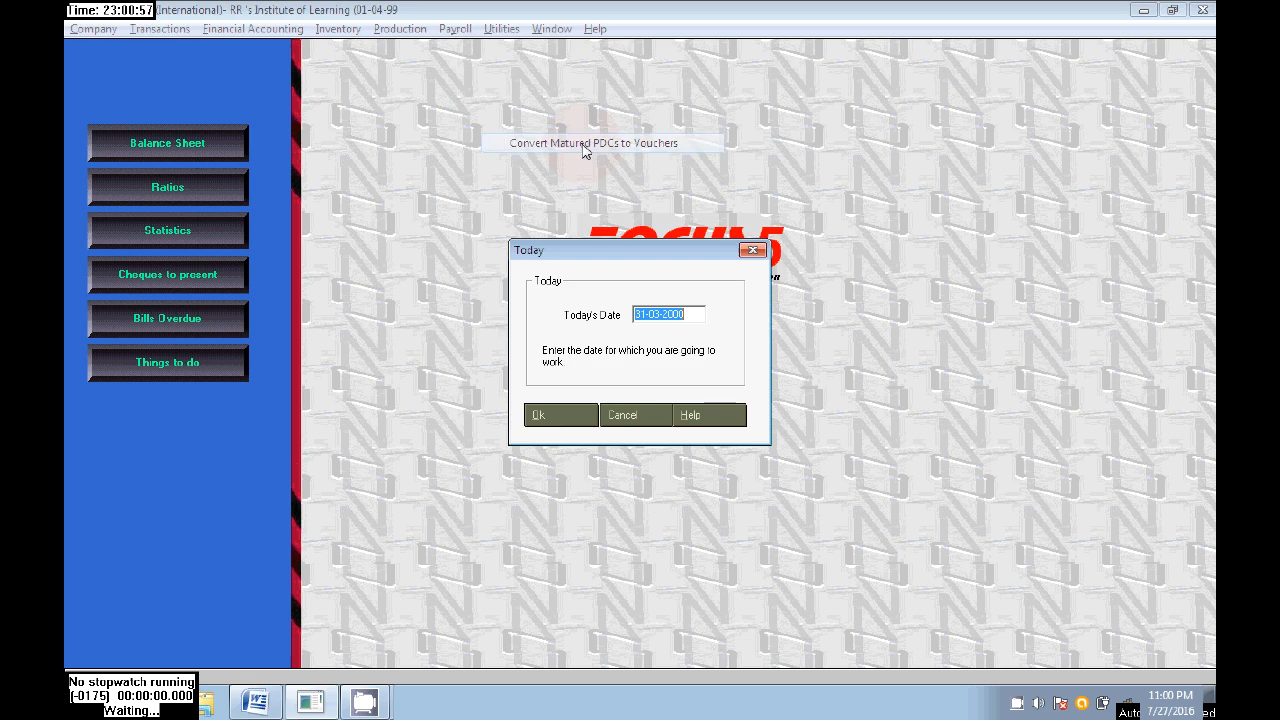 Time: 23:00:57 (International)- RR 's Institute of Learning (01-04-99
Company Transactions Financial Accounting Inventory Production Payroll Utilities Window Help
Balance Sheet
Ratios
Statistics
Cheques to present
Bills Overdue
Things to do
Convert Matured PDCs to Vouchers
Today
Today
Today's Date 31-03-2000
Enter the date for which you are going to
work.
Ok Cancel Help
No stopwatch running
(-0175) 00:00:00.000
Waiting...
11:00 PM
7/27/2016